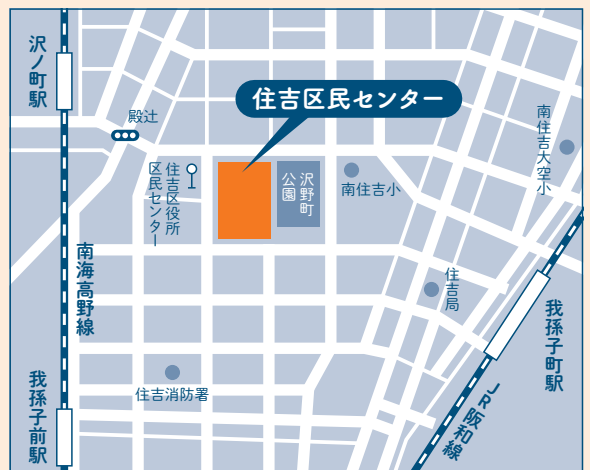 沢ノ町駅
殿辻
住吉区民センター
南住吉大空小
住吉区役所
区民センター
沢野町
公園
南住吉小
南海高野線
住吉局
我孫子町駅
我孫子前駅
住吉消防署
JR阪和線